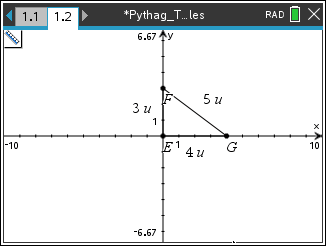 1.1 1.2 *Pythag_T...les RAD
6.67 y
F
3 u 5 u
1
x
-10 E 1 4 u G 10
-6.67